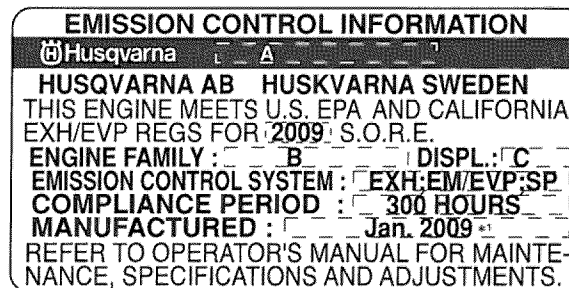 EMISSION CONTROL INFORMATION
Husqvarna A
HUSQVARNA AB HUSKVARNA SWEDEN
THIS ENGINE MEETS U.S. EPA AND CALIFORNIA
EXH/EVP REGS FOR 2009 S.O.R.E.
ENGINE FAMILY : B DISPL.: C
EMISSION CONTROL SYSTEM : EXH;EM/EVP;SP
COMPLIANCE PERIOD : 300 HOURS
MANUFACTURED : Jan. 2009 *1
REFER TO OPERATOR'S MANUAL FOR MAINTE-
NANCE, SPECIFICATIONS AND ADJUSTMENTS.